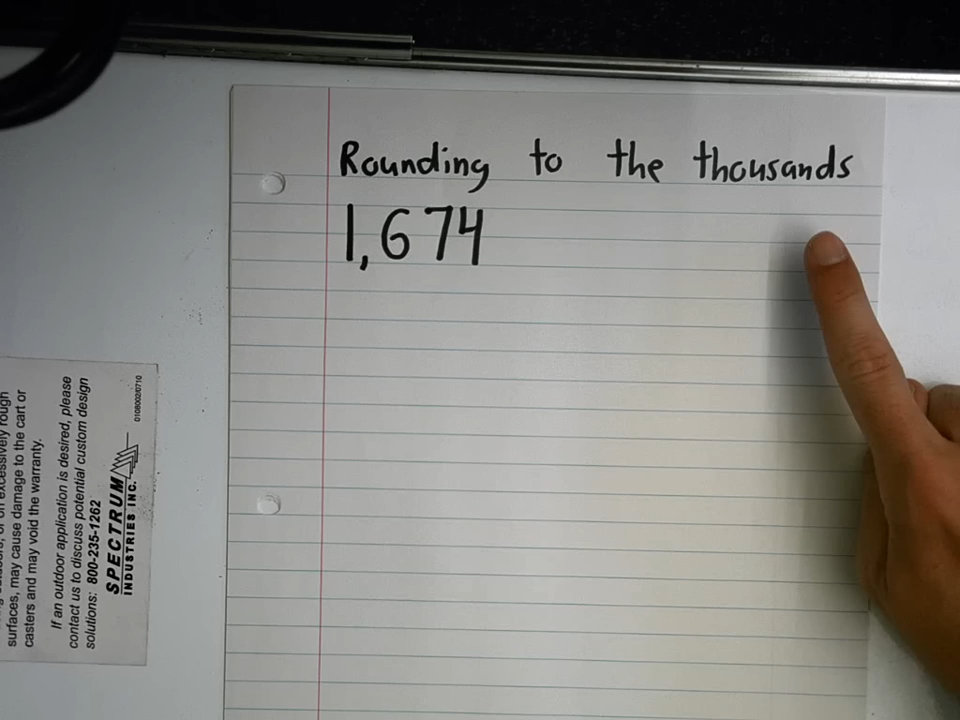 Rounding to the thousands
1,674
surfaces, may cause damage to the cart or
casters and may void the warranty.
If an outdoor application is desired, please
contact us to discuss potential custom design
solutions: 800-235-1262
SPECTRUM
INDUSTRIES INC.